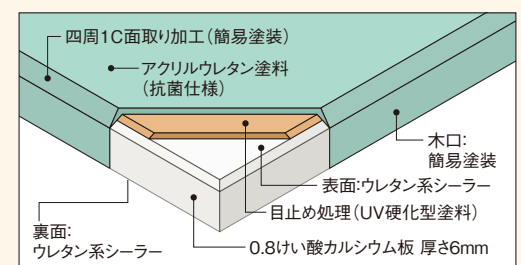 四周1C面取り加工（簡易塗装）
アクリルウレタン塗料
（抗菌仕様）
木口：
簡易塗装
表面：ウレタン系シーラー
目止め処理（UV硬化型塗料）
裏面：
ウレタン系シーラー
0.8けい酸カルシウム板 厚さ6mm